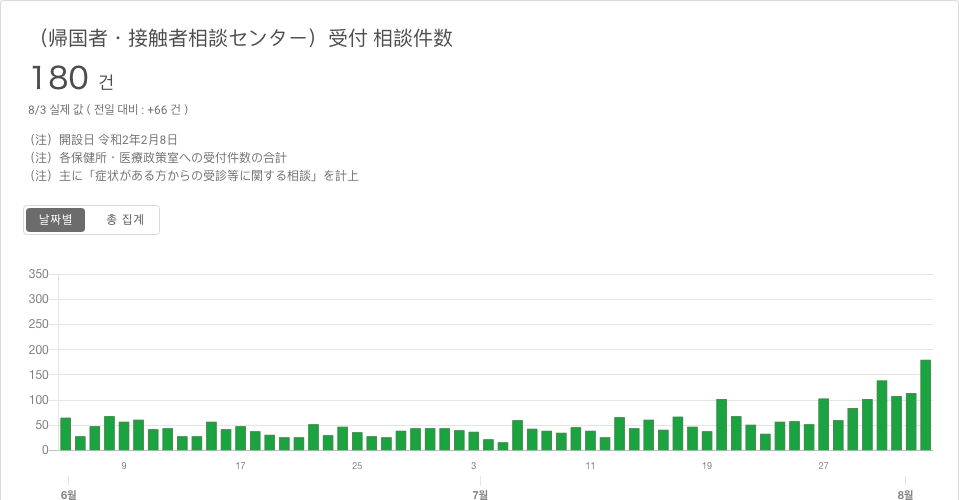 （帰国者・接触者相談センター）受付 相談件数
180 건
8/3 실제 값 ( 전일 대비 : +66 건 )
（注）開設日 令和2年2月8日
（注）各保健所・医療政策室への受付件数の合計
（注）主に「症状がある方からの受診等に関する相談」を計上
날짜별 총 집계
350
300
250
200
150
100
50
0
9 17 25 3 11 19 27
6월 7월 8월